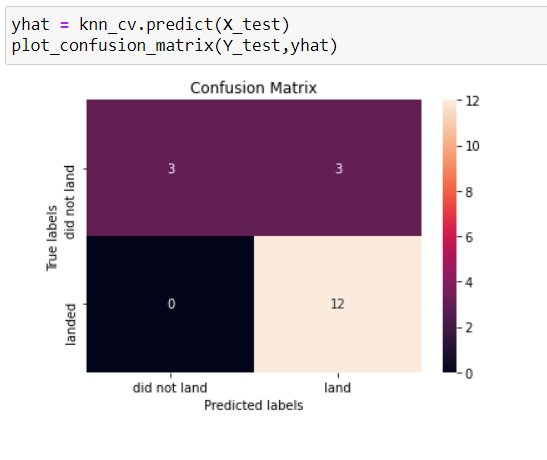 yhat = knn_cv.predict(X_test)
plot_confusion_matrix(Y_test,yhat)
Confusion Matrix
12
10
8
6
4
2
0
True labels
did not land
landed
3 3
0 12
did not land land
Predicted labels